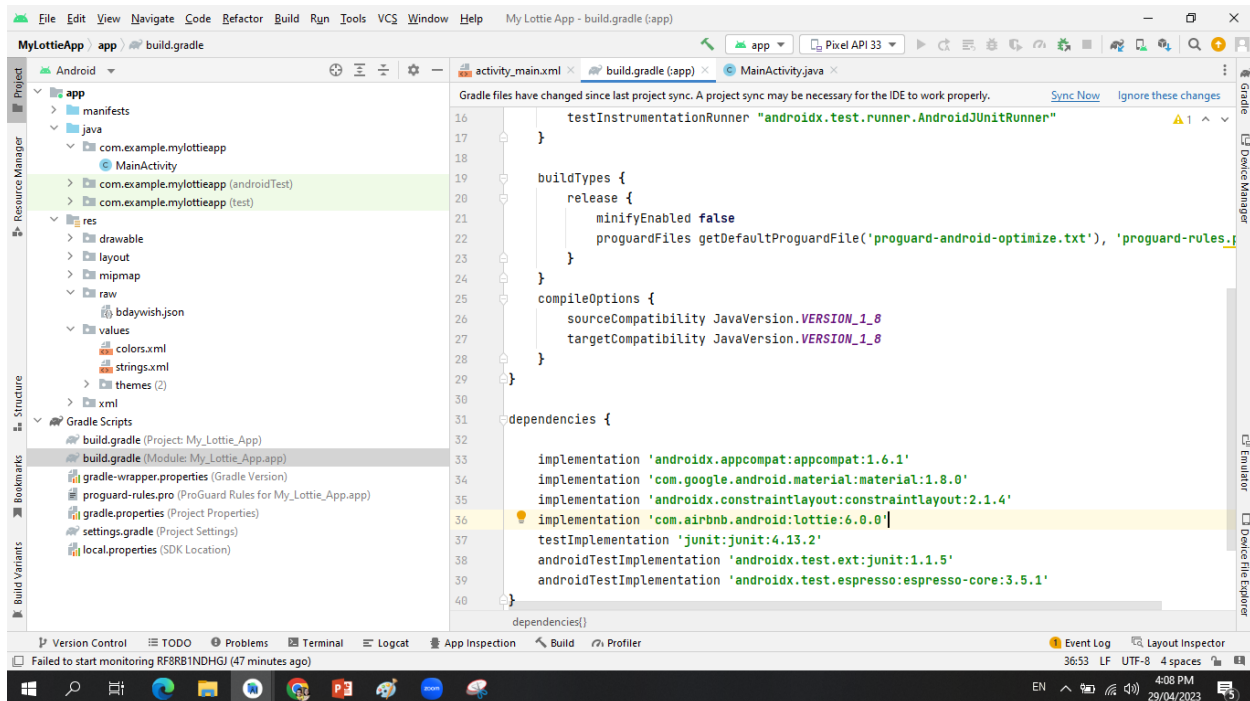 File Edit View Navigate Code Refactor Build Run Tools VCS Window Help My Lottie App - build.gradle (:app)
MyLottieApp app build.gradle
app Pixel API 33
Android
activity_main.xml build.gradle (:app) MainActivity.java
Gradle files have changed since last project sync. A project sync may be necessary for the IDE to work properly. Sync Now Ignore these changes
Project
Resource Manager
Structure
Bookmarks
Build Variants
app
manifests
java
com.example.mylottieapp
MainActivity
com.example.mylottieapp (androidTest)
com.example.mylottieapp (test)
res
drawable
layout
mipmap
raw
bdaywish.json
values
colors.xml
strings.xml
themes (2)
xml
Gradle Scripts
build.gradle (Project: My_Lottie_App)
build.gradle (Module: My_Lottie_App.app)
gradle-wrapper.properties (Gradle Version)
proguard-rules.pro (ProGuard Rules for My_Lottie_App.app)
gradle.properties (Project Properties)
settings.gradle (Project Settings)
local.properties (SDK Location)
16 testInstrumentationRunner "androidx.test.runner.AndroidJUnitRunner"
1
17 }
18
19 buildTypes {
20 release {
21 minifyEnabled false
22 proguardFiles getDefaultProguardFile('proguard-android-optimize.txt'), 'proguard-rules.p
23 }
24 }
25 compileOptions {
26 sourceCompatibility JavaVersion.VERSION_1_8
27 targetCompatibility JavaVersion.VERSION_1_8
28 }
29 }
30
31 dependencies {
32
33 implementation 'androidx.appcompat:appcompat:1.6.1'
34 implementation 'com.google.android.material:material:1.8.0'
35 implementation 'androidx.constraintlayout:constraintlayout:2.1.4'
36 implementation 'com.airbnb.android:lottie:6.0.0'
37 testImplementation 'junit:junit:4.13.2'
38 androidTestImplementation 'androidx.test.ext:junit:1.1.5'
39 androidTestImplementation 'androidx.test.espresso:espresso-core:3.5.1'
40 }
dependencies{}
Gradle
Device Manager
Emulator
Device File Explorer
Version Control TODO Problems Terminal Logcat App Inspection Build Profiler 1 Event Log Layout Inspector
Failed to start monitoring RF8RB1NDHGJ (47 minutes ago) 36:53 LF UTF-8 4 spaces
zoom
EN 4:08 PM
29/04/2023
5